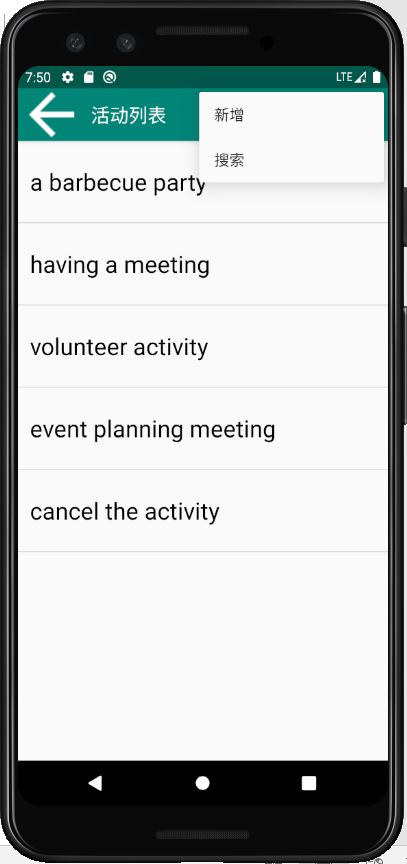 7:50
LTE
活动列表
新增
搜索
a barbecue party
having a meeting
volunteer activity
event planning meeting
cancel the activity